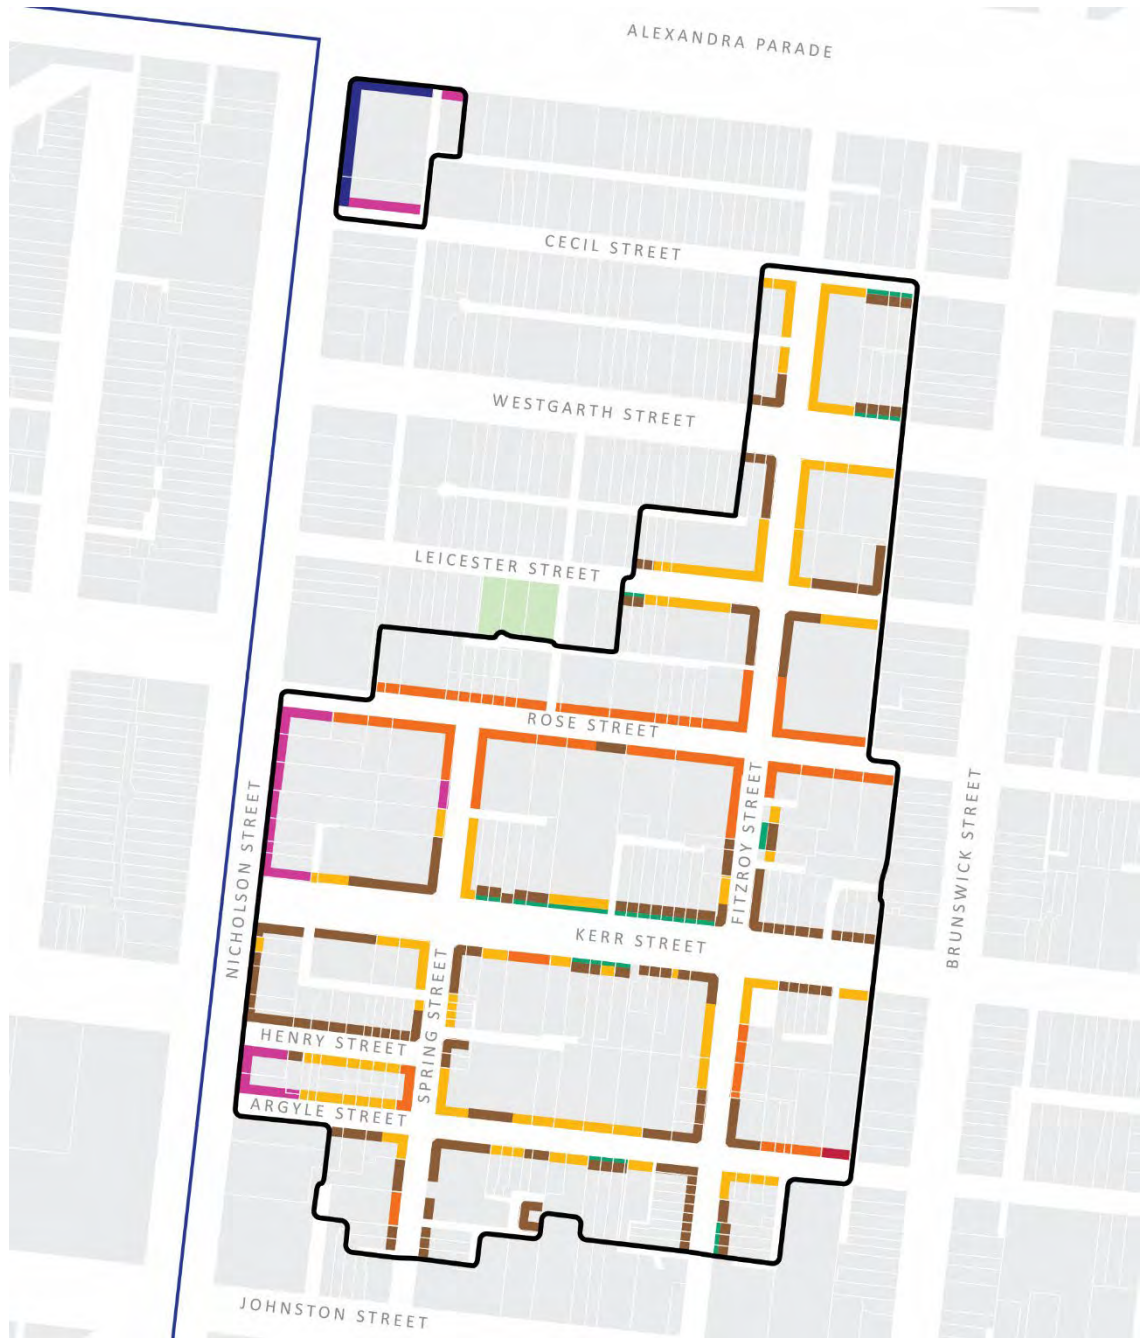 ALEXANDRA PARADE
CECIL STREET
WESTGARTH STREET
LEICESTER STREET
ROSE STREET
NICHOLSON STREET
FITZROY STREET
BRUNSWICK STREET
KERR STREET
SPRING STREET
HENRY STREET
ARGYLE STREET
JOHNSTON STREET